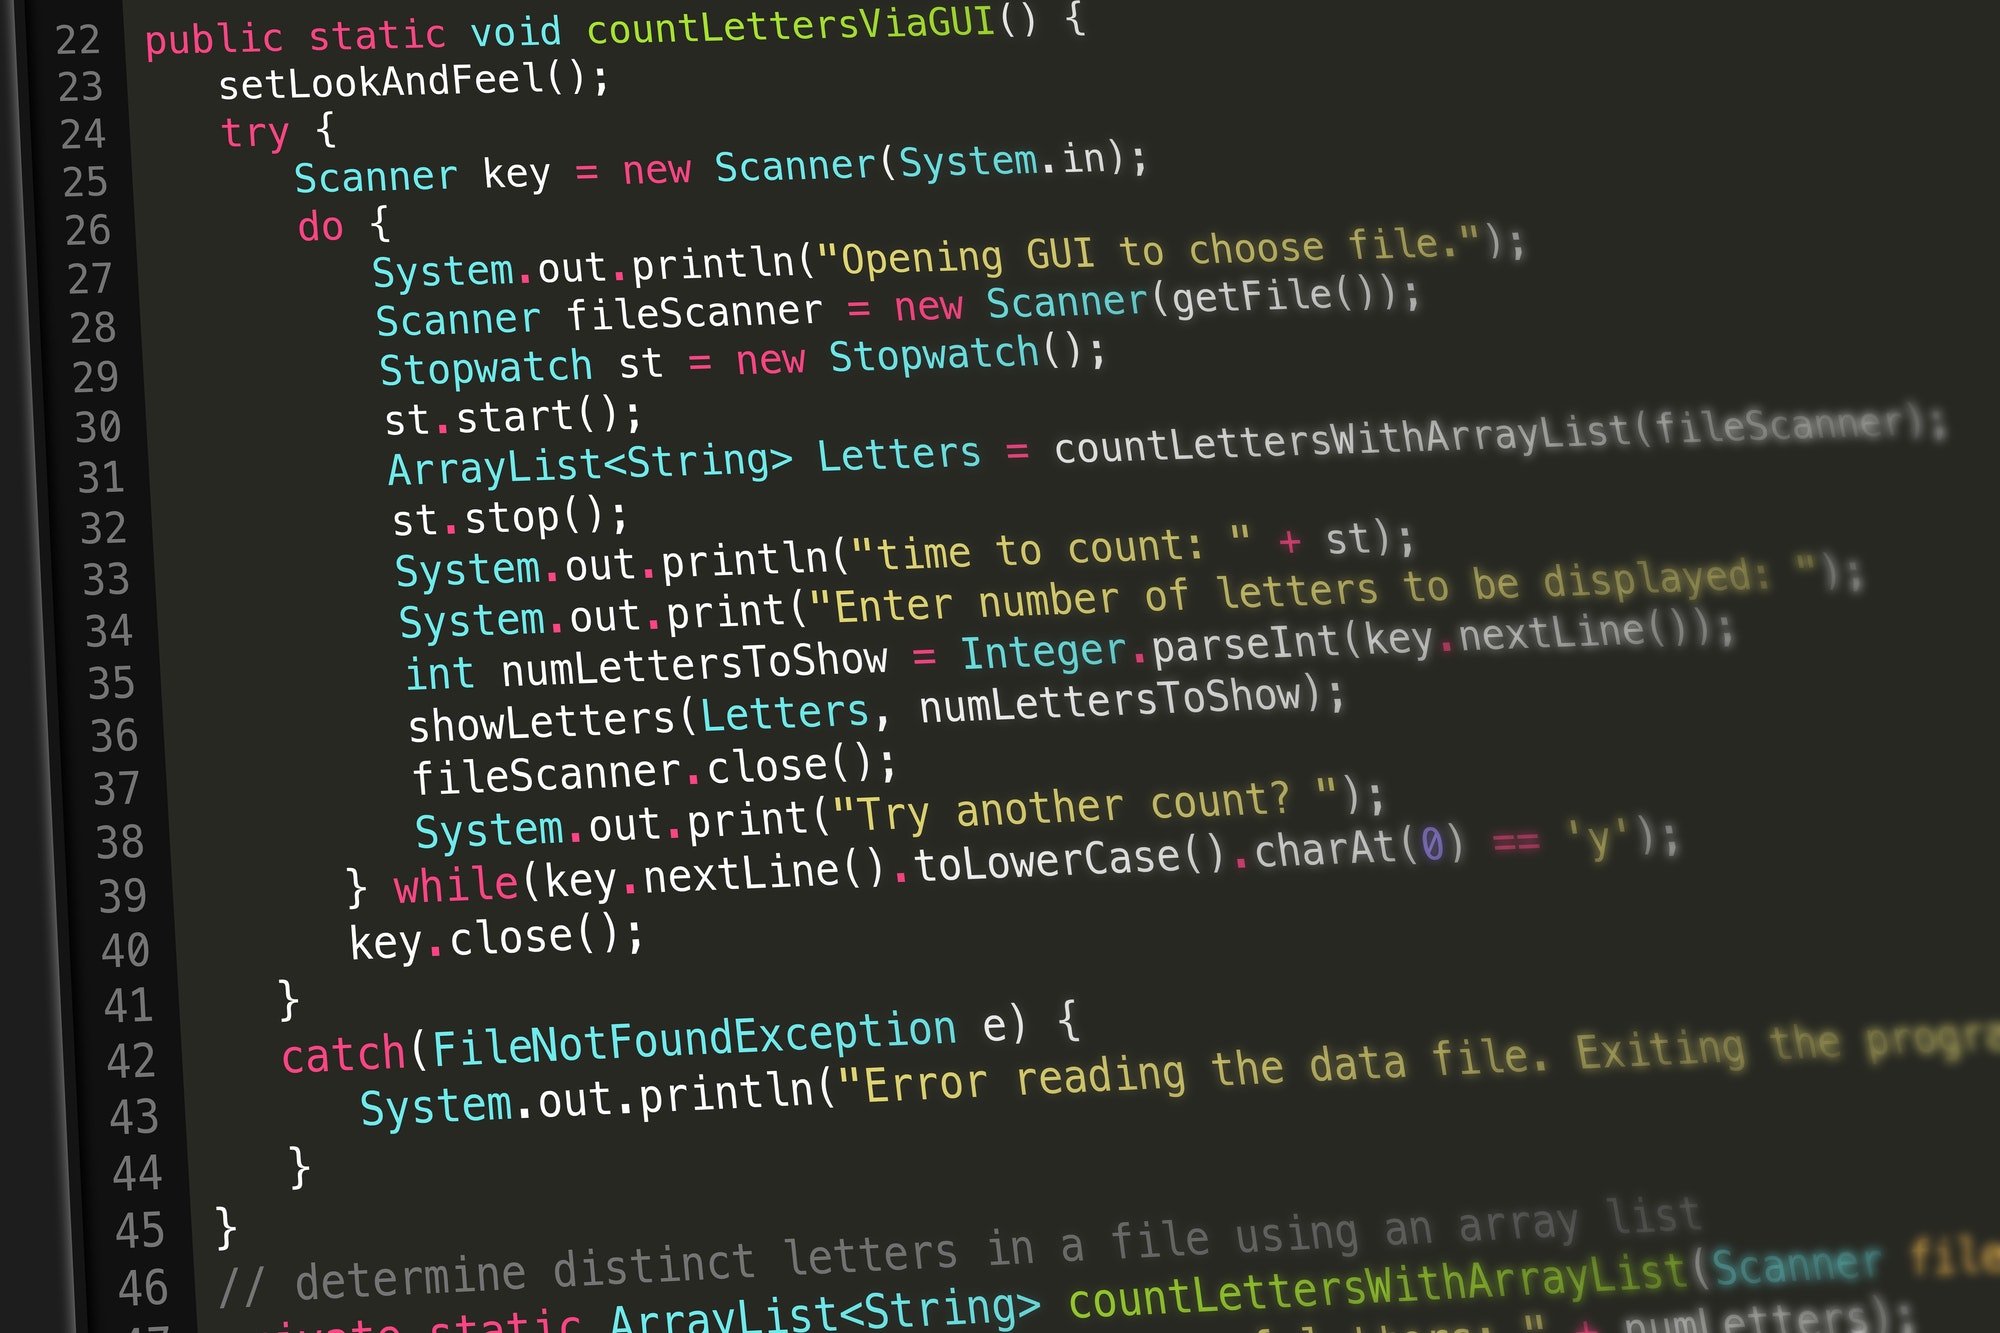 22 public static void countLettersViaGUI() {
23 setLookAndFeel();
24 try {
25 Scanner key = new Scanner(System.in);
26 do {
27 System.out.println("Opening GUI to choose file.");
28 Scanner fileScanner = new Scanner(getFile());
29 Stopwatch st = new Stopwatch();
30 st.start();
31 ArrayList<String> Letters = countLettersWithArrayList(fileScanner);
32 st.stop();
33 System.out.println("time to count: " + st);
34 System.out.print("Enter number of letters to be displayed: ");
35 int numLettersToShow = Integer.parseInt(key.nextLine());
36 showLetters(Letters, numLettersToShow);
37 fileScanner.close();
38 System.out.print("Try another count? ");
39 } while(key.nextLine().toLowerCase().charAt(0) == 'y');
40 key.close();
41 }
42 catch(FileNotFoundException e) {
43 System.out.println("Error reading the data file. Exiting the progra
44 }
45 }
46 // determine distinct letters in a file using an array list
static ArrayList<String> countLettersWithArrayList(Scanner file
" + numLetters);